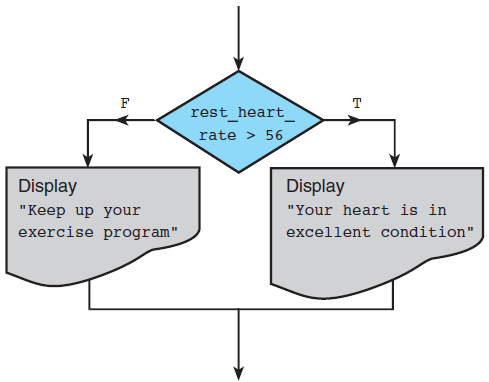 F
T
rest_heart_
rate > 56
Display
"Keep up your
exercise program"
Display
"Your heart is in
excellent condition"